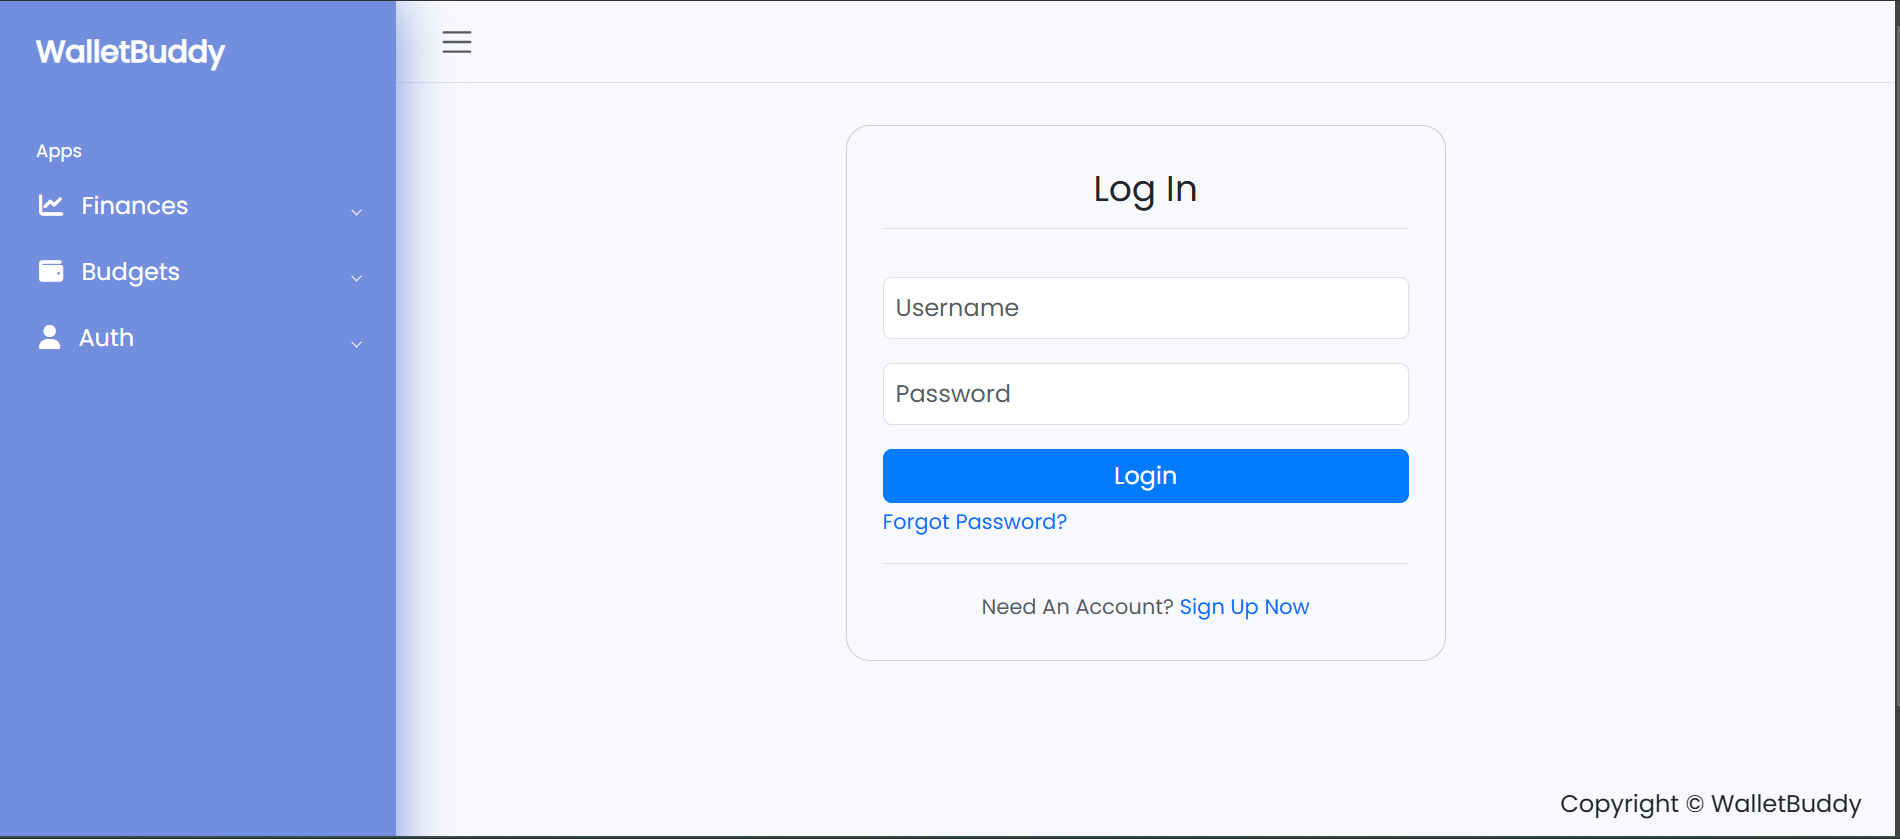 WalletBuddy
Apps
Finances
Budgets
Auth
Log In
Username
Password
Login
Forgot Password?
Need An Account? Sign Up Now
Copyright © WalletBuddy